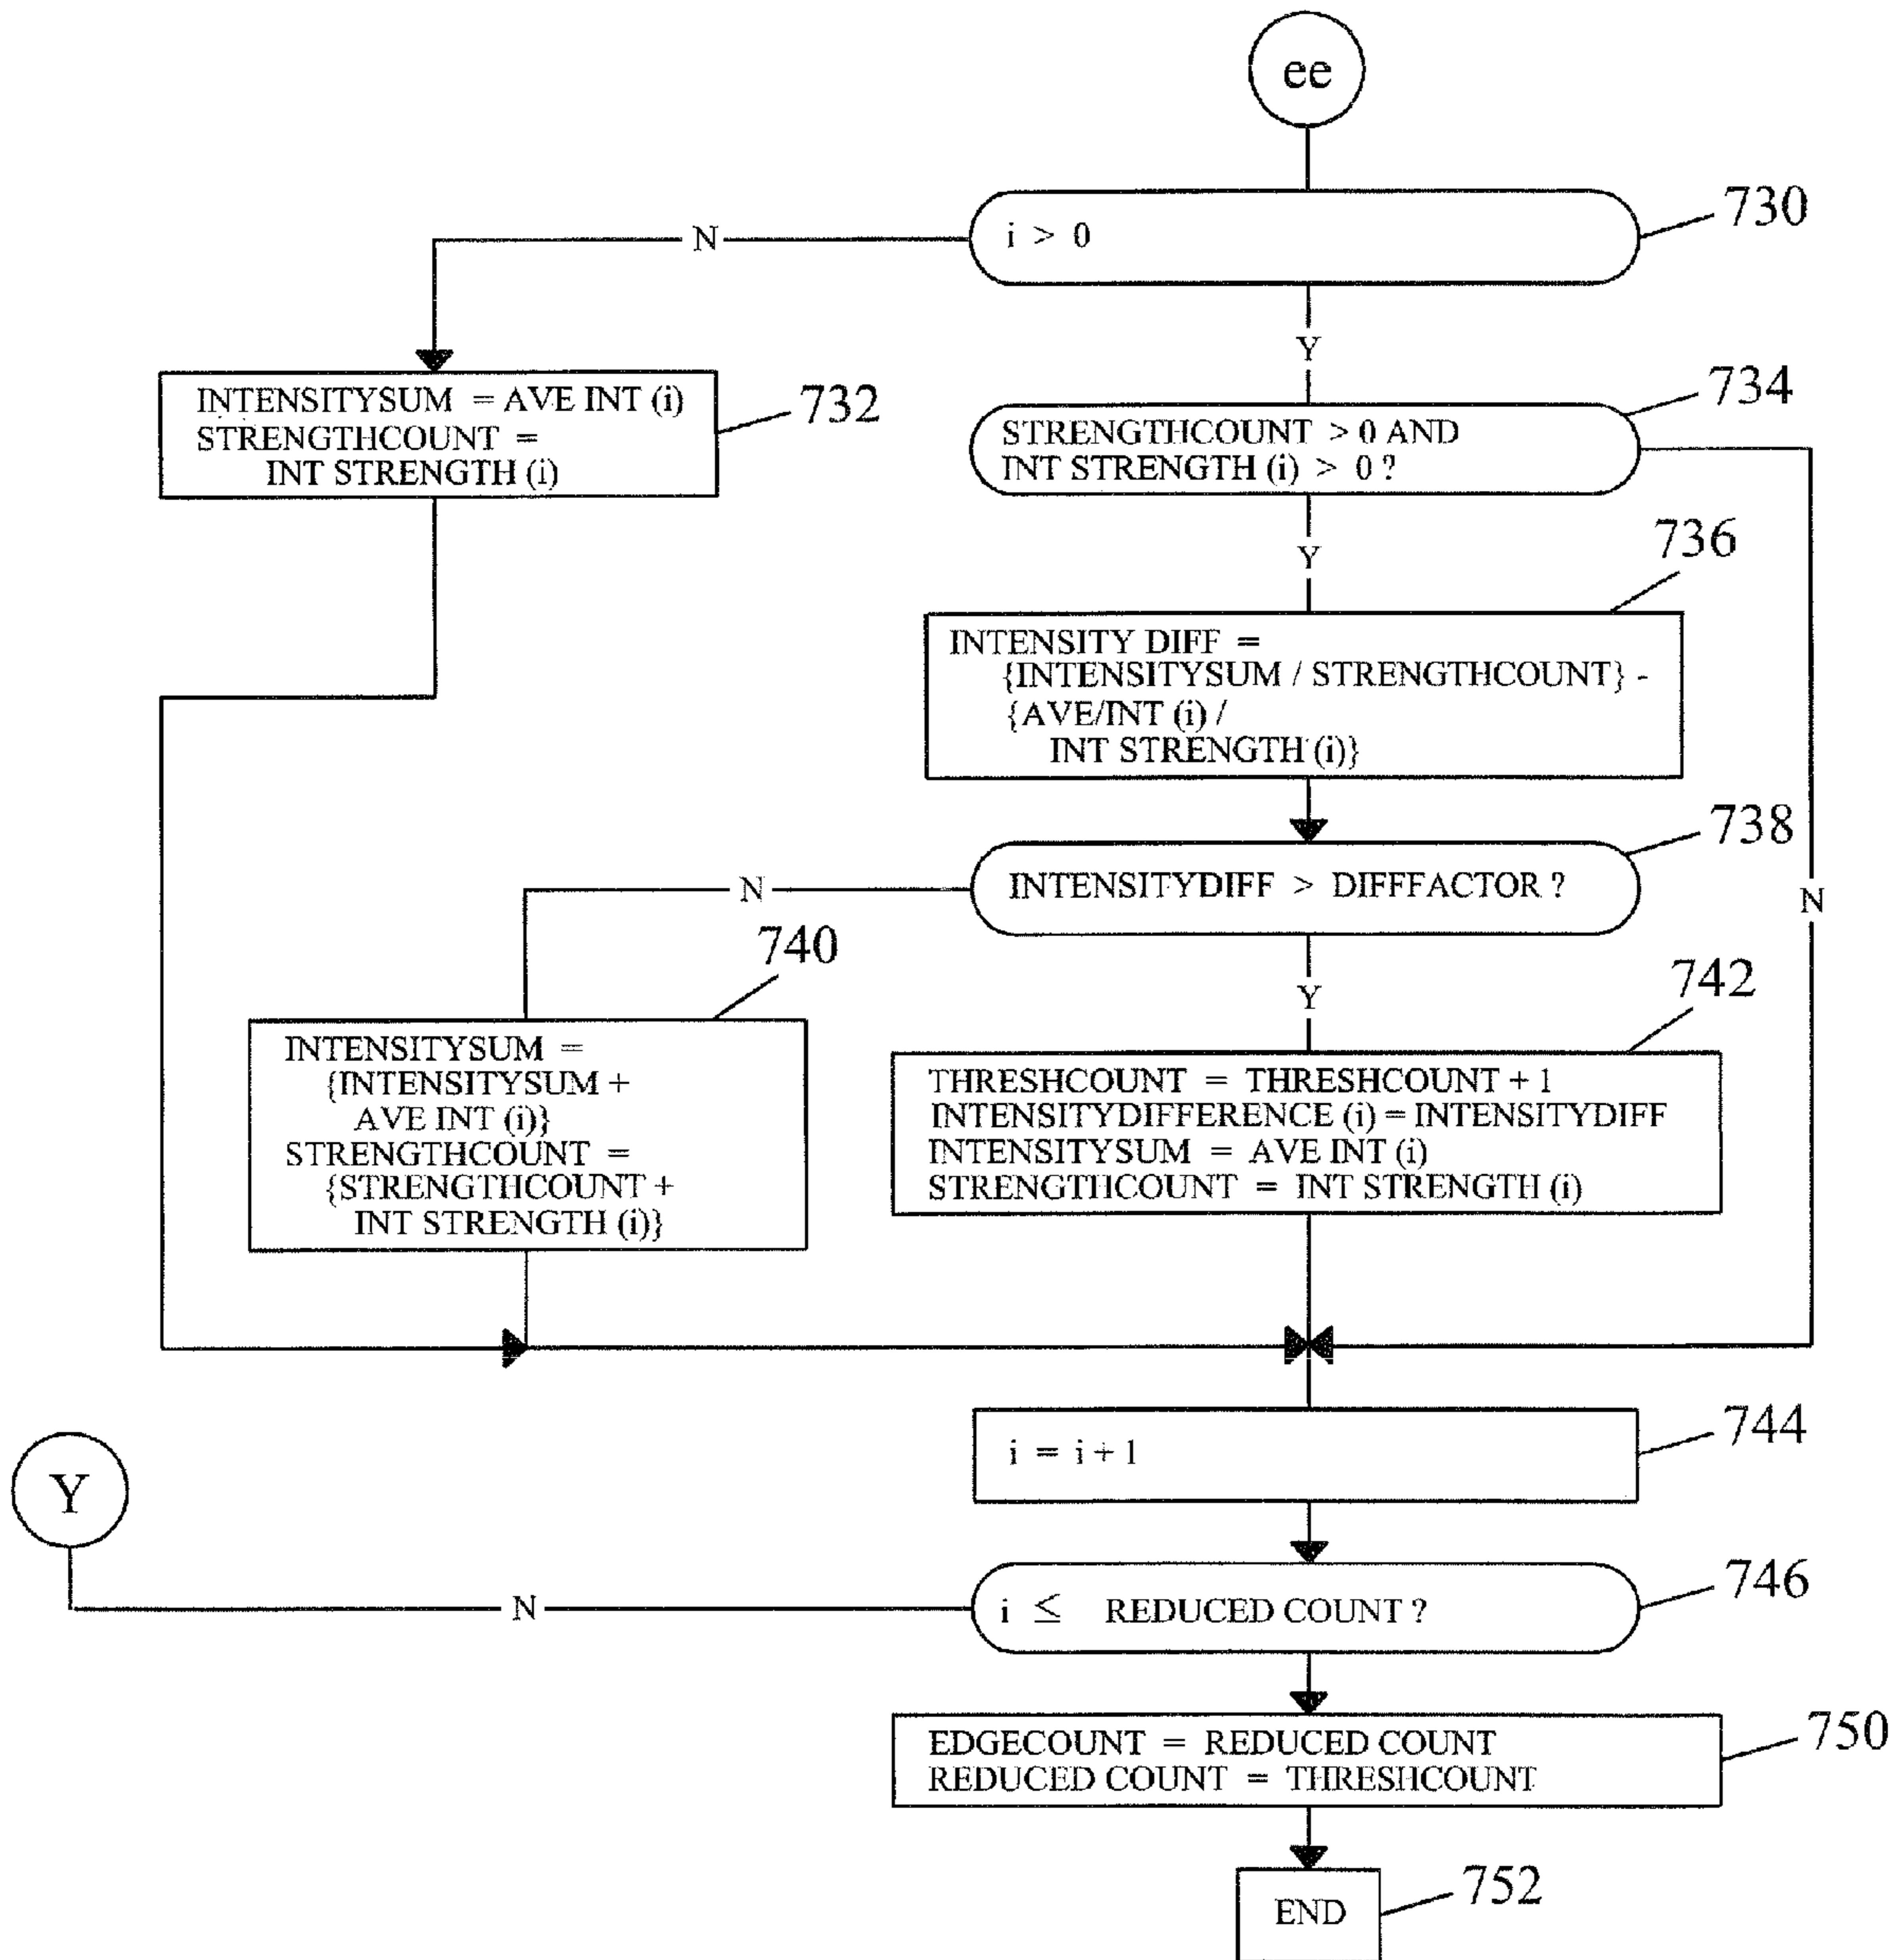 ee
i > 0
730
N
Y
INTENSITYSUM = AVE INT (i)
STRENGTHCOUNT =
INT STRENGTH (i)
732
STRENGTHCOUNT > 0 AND
INT STRENGTH (i) > 0 ?
734
Y
N
736
INTENSITY DIFF =
{INTENSITYSUM / STRENGTHCOUNT} -
{AVE/INT (i) /
INT STRENGTH (i)}
738
INTENSITYDIFF > DIFFFACTOR ?
N
Y
740
INTENSITYSUM =
{INTENSITYSUM +
AVE INT (i)}
STRENGTHCOUNT =
{STRENGTHCOUNT +
INT STRENGTH (i)}
742
THRESHCOUNT = THRESHCOUNT + 1
INTENSITYDIFFERENCE (i) = INTENSITYDIFF
INTENSITYSUM = AVE INT (i)
STRENGTHCOUNT = INT STRENGTH (i)
i = i + 1
744
Y
N
i ≤ REDUCED COUNT ?
746
EDGECOUNT = REDUCED COUNT
REDUCED COUNT = THRESHCOUNT
750
END
752